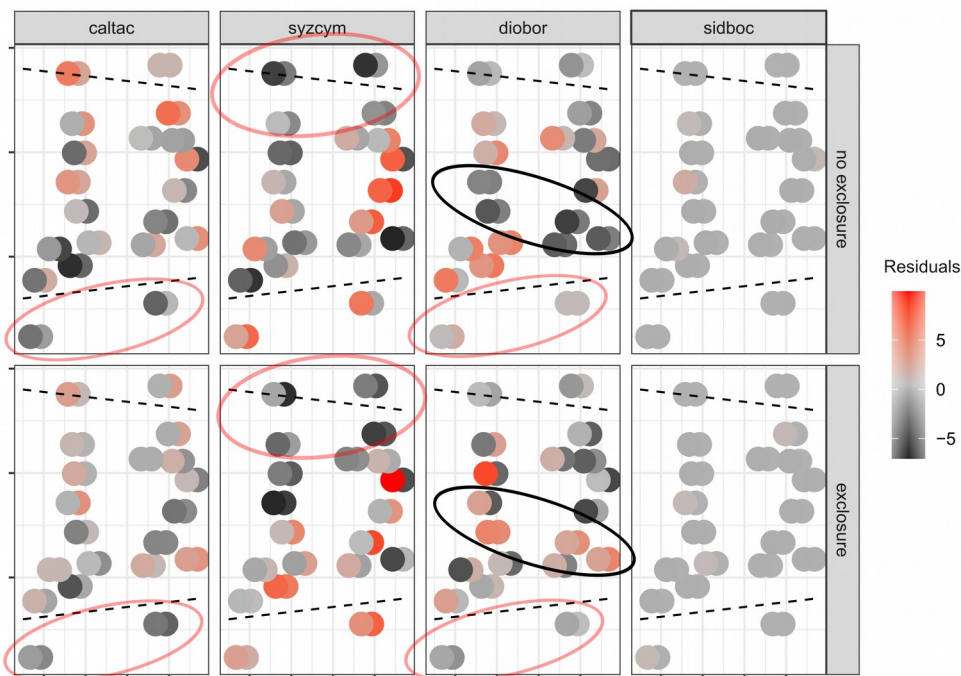 caltac
syzcym
diobor
sidboc
no exclosure
exclosure
Residuals
5
0
−5